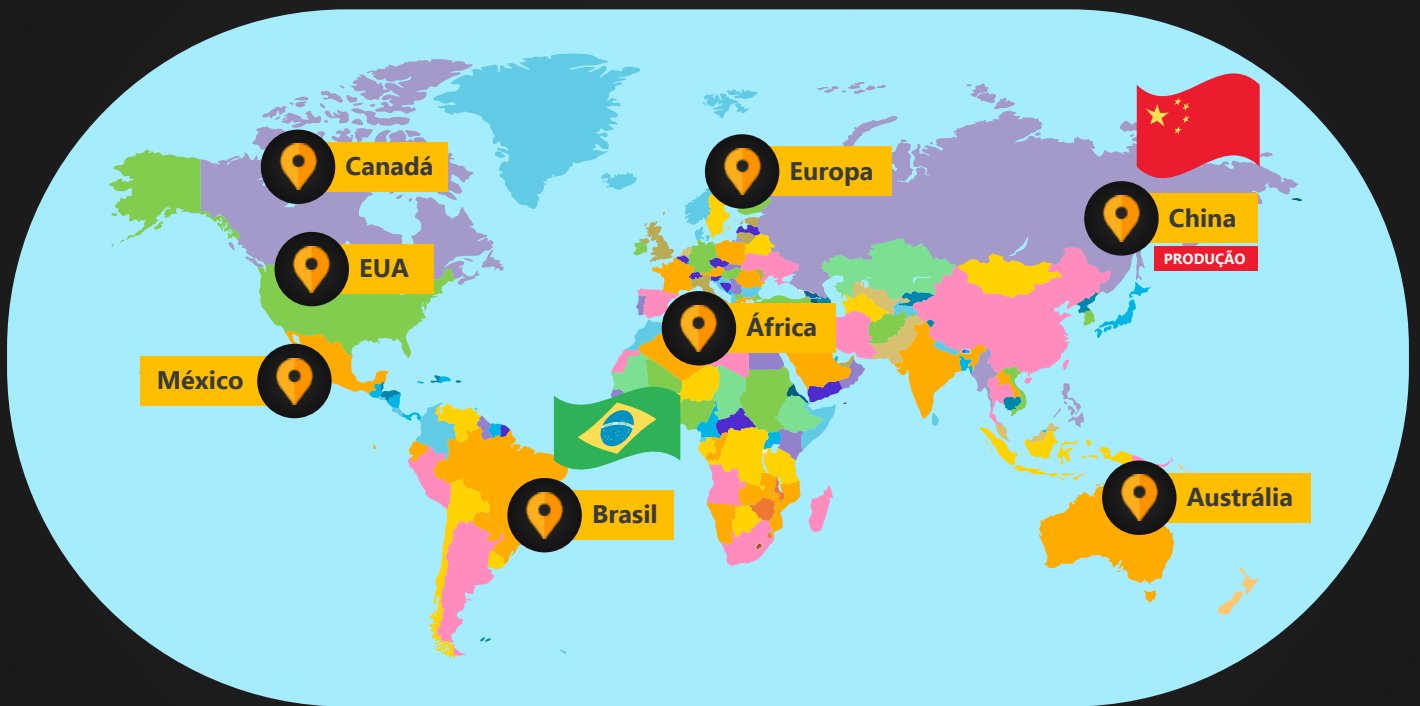 Canadá
Europa
China
PRODUÇÃO
EUA
África
México
Brasil
Austrália